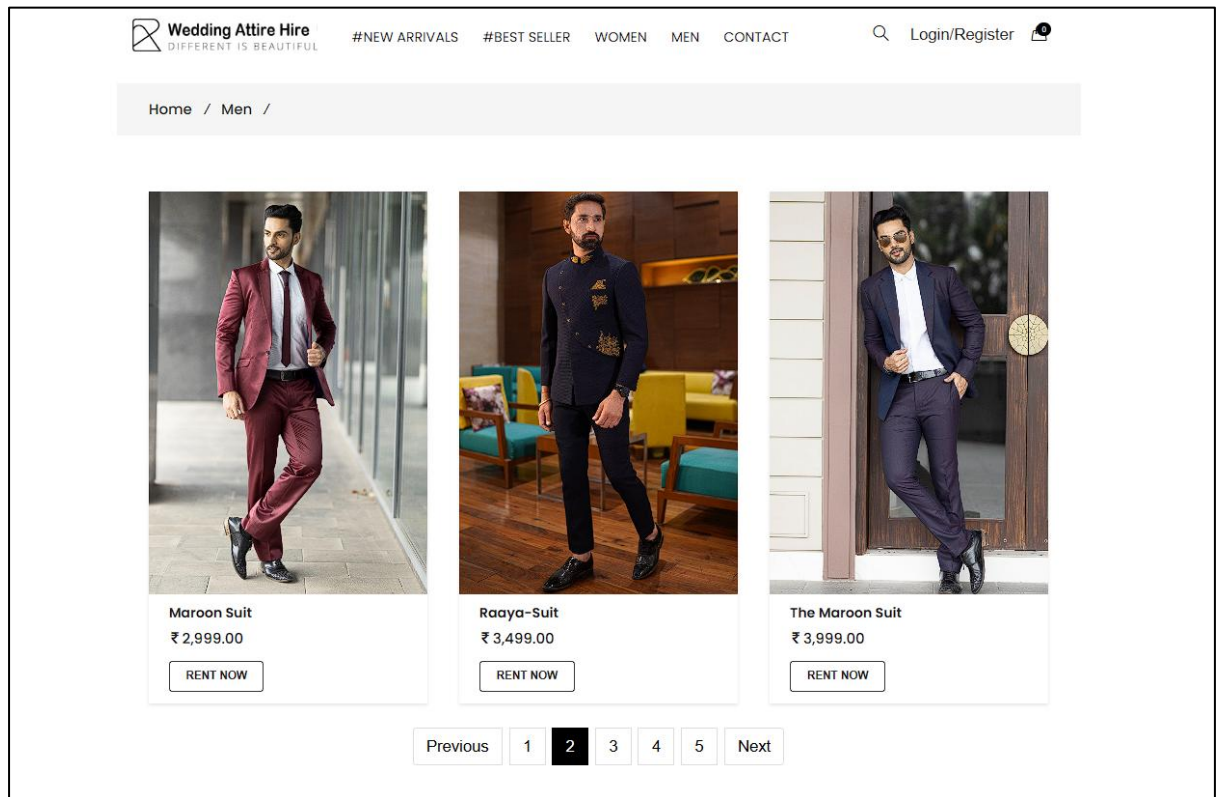 Wedding Attire Hire
DIFFERENT IS BEAUTIFUL
#NEW ARRIVALS #BEST SELLER WOMEN MEN CONTACT Login/Register 0
Home / Men /
Maroon Suit
₹ 2,999.00
RENT NOW
Raaya-Suit
₹ 3,499.00
RENT NOW
The Maroon Suit
₹ 3,999.00
RENT NOW
Previous 1 2 3 4 5 Next